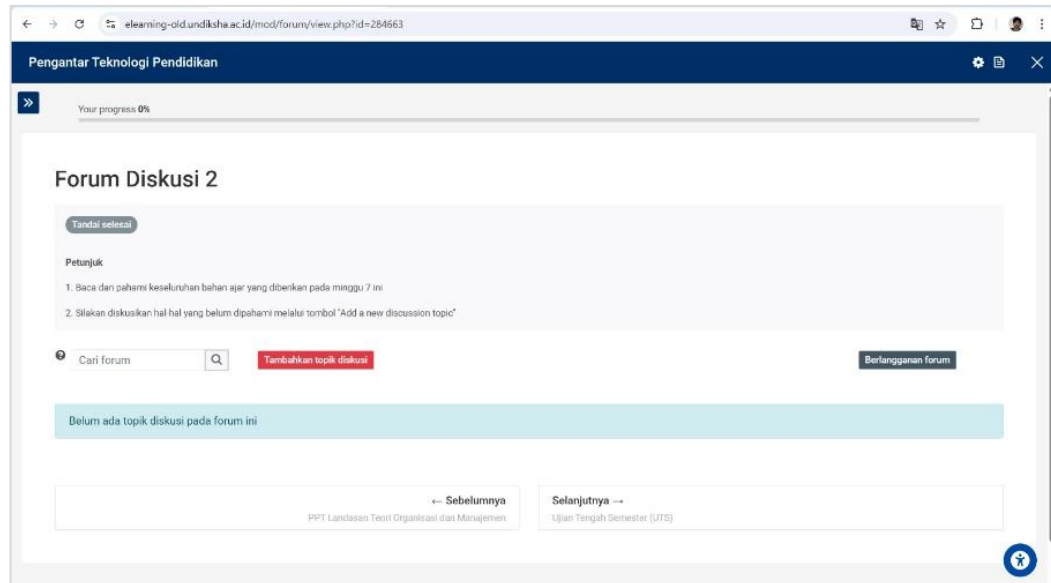 elearning-old.undiksha.ac.id/mod/forum/view.php?id=284663
Pengantar Teknologi Pendidikan
Your progress 0%
Forum Diskusi 2
Tandai selesai
Petunjuk
1. Baca dan pahami keseluruhan bahan ajar yang diberikan pada minggu 7 ini
2. Silakan diskusikan hal-hal yang belum dipahami melalui tombol "Add a new discussion topic"
Cari forum
Tambahkan topik diskusi
Berlangganan forum
Belum ada topik diskusi pada forum ini
← Sebelumnya
PPT Landasan Teori Organisasi dan Manajemen
Selanjutnya →
Ujian Tengah Semester (UTS)